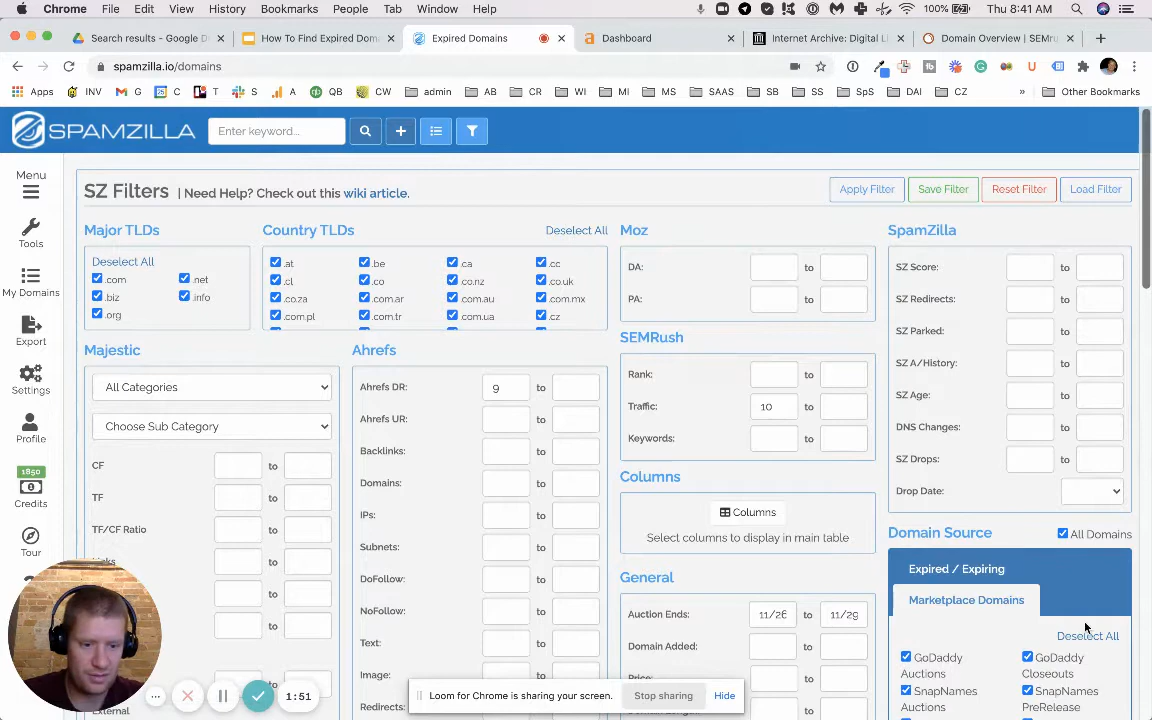 Chrome File Edit View History Bookmarks People Tab Window Help 100% Thu 8:41 AM
Search results - Google D
How To Find Expired Dom
Expired Domains
Dashboard
Internet Archive: Digital Li
Domain Overview | SEMr
spamzilla.io/domains
Apps INV G C T S A QB CW admin AB CR WI MI MS SAAS SB SS SpS DAI CZ » Other Bookmarks
SPAMZILLA Enter keyword...
Menu
Tools
My Domains
Export
Settings
Profile
1850
Credits
Tour
SZ Filters | Need Help? Check out this wiki article.
Apply Filter Save Filter Reset Filter Load Filter
Major TLDs
Deselect All
.com .net
.biz .info
.org
Country TLDs Deselect All
.at .be .ca .cc
.cl .co .co.nz .co.uk
.co.za .com.ar .com.au .com.mx
.com.pl .com.tr .com.ua .cz
Majestic
All Categories
Choose Sub Category
CF to
TF to
TF/CF Ratio to
Links to
to
to
to
External
Ahrefs
Ahrefs DR: 9 to
Ahrefs UR: to
Backlinks: to
Domains: to
IPs: to
Subnets: to
DoFollow: to
NoFollow: to
Text: to
Image:
Redirects:
Moz
DA: to
PA: to
SEMRush
Rank: to
Traffic: 10 to
Keywords: to
Columns
Columns
Select columns to display in main table
General
Auction Ends: 11/26 to 11/29
Domain Added: to
Price:
SpamZilla
SZ Score: to
SZ Redirects: to
SZ Parked: to
SZ A/History: to
SZ Age: to
DNS Changes: to
SZ Drops: to
Drop Date:
Domain Source All Domains
Expired / Expiring
Marketplace Domains
Deselect All
GoDaddy Auctions
GoDaddy Closeouts
SnapNames Auctions
SnapNames PreRelease
1:51
Loom for Chrome is sharing your screen. Stop sharing Hide